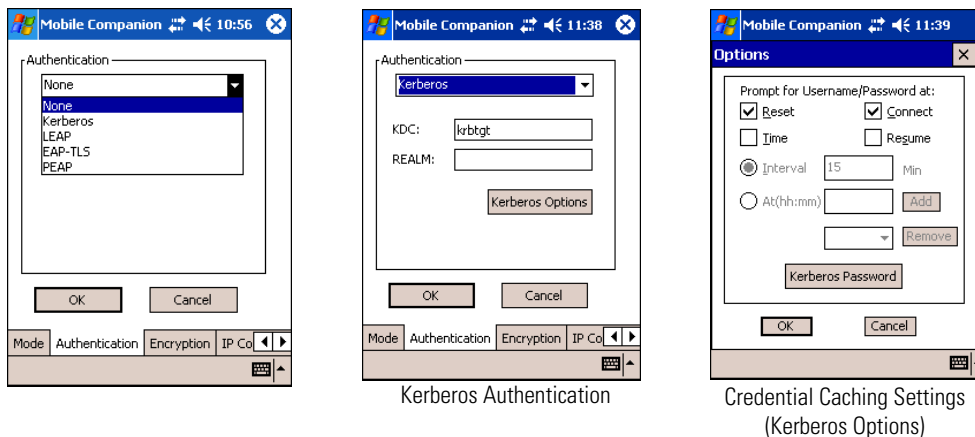 Mobile Companion 10:56
Authentication
None
None
Kerberos
LEAP
EAP-TLS
PEAP
OK Cancel
Mode Authentication Encryption IP Co
Mobile Companion 11:38
Authentication
Kerberos
KDC: krbtgt
REALM:
Kerberos Options
OK Cancel
Mode Authentication Encryption IP Co
Kerberos Authentication
Mobile Companion 11:39
Options
Prompt for Username/Password at:
Reset Connect
Time Resume
Interval 15 Min
At(hh:mm) Add
Remove
Kerberos Password
OK Cancel
Credential Caching Settings
(Kerberos Options)